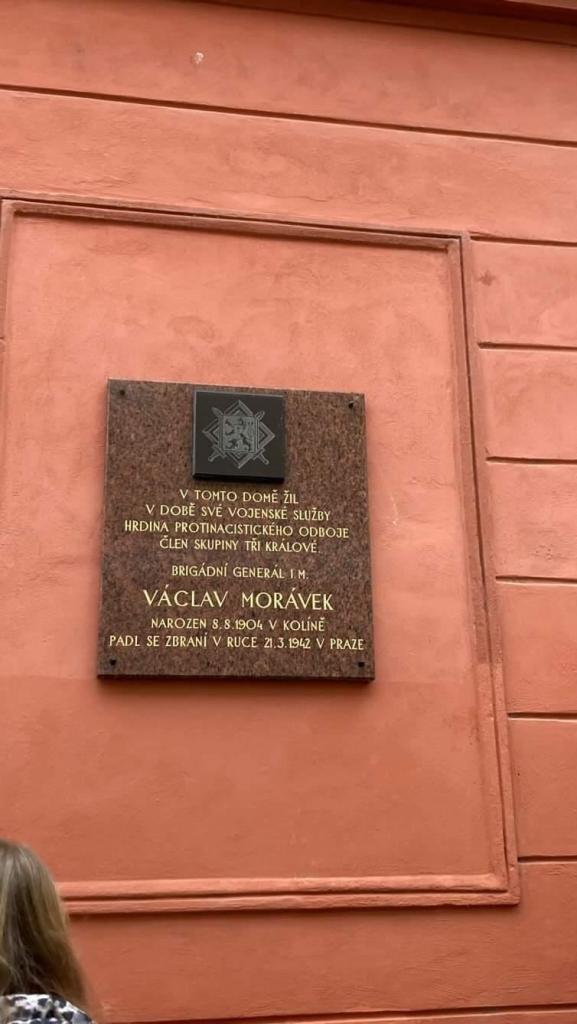 V TOMTO DOMĚ ŽIL
V DOBĚ SVÉ VOJENSKÉ SLUŽBY
HRDINA PROTINACISTICKÉHO ODBOJE
ČLEN SKUPINY TŘI KRÁLOVÉ.
BRIGÁDNÍ GENERÁL I M.
VÁCLAV MORÁVEK
NAROZEN 8.8.1904 V KOLÍNĚ
PADL SE ZBRANÍ V RUCE 21.3.1942 V PRAZE